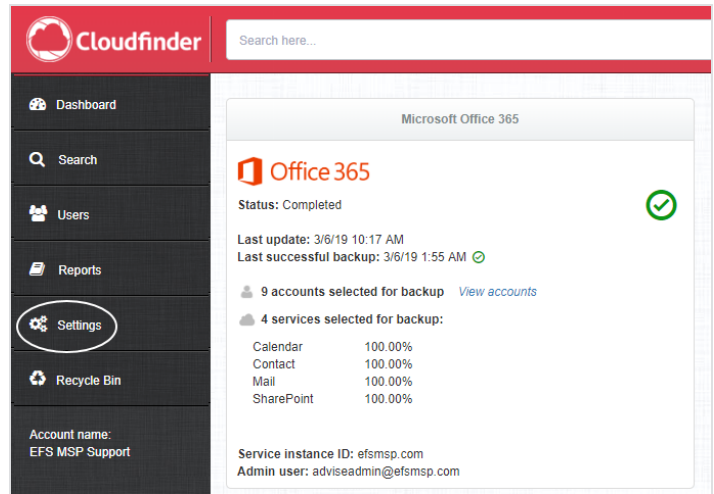 Cloudfinder
Search here...
Dashboard
Search
Users
Reports
Settings
Recycle Bin
Account name:
EFS MSP Support
Microsoft Office 365
Office 365
Status: Completed
Last update: 3/6/19 10:17 AM
Last successful backup: 3/6/19 1:55 AM
9 accounts selected for backup View accounts
4 services selected for backup:
Calendar 100.00%
Contact 100.00%
Mail 100.00%
SharePoint 100.00%
Service instance ID: efsmsp.com
Admin user: adviseadmin@efsmsp.com